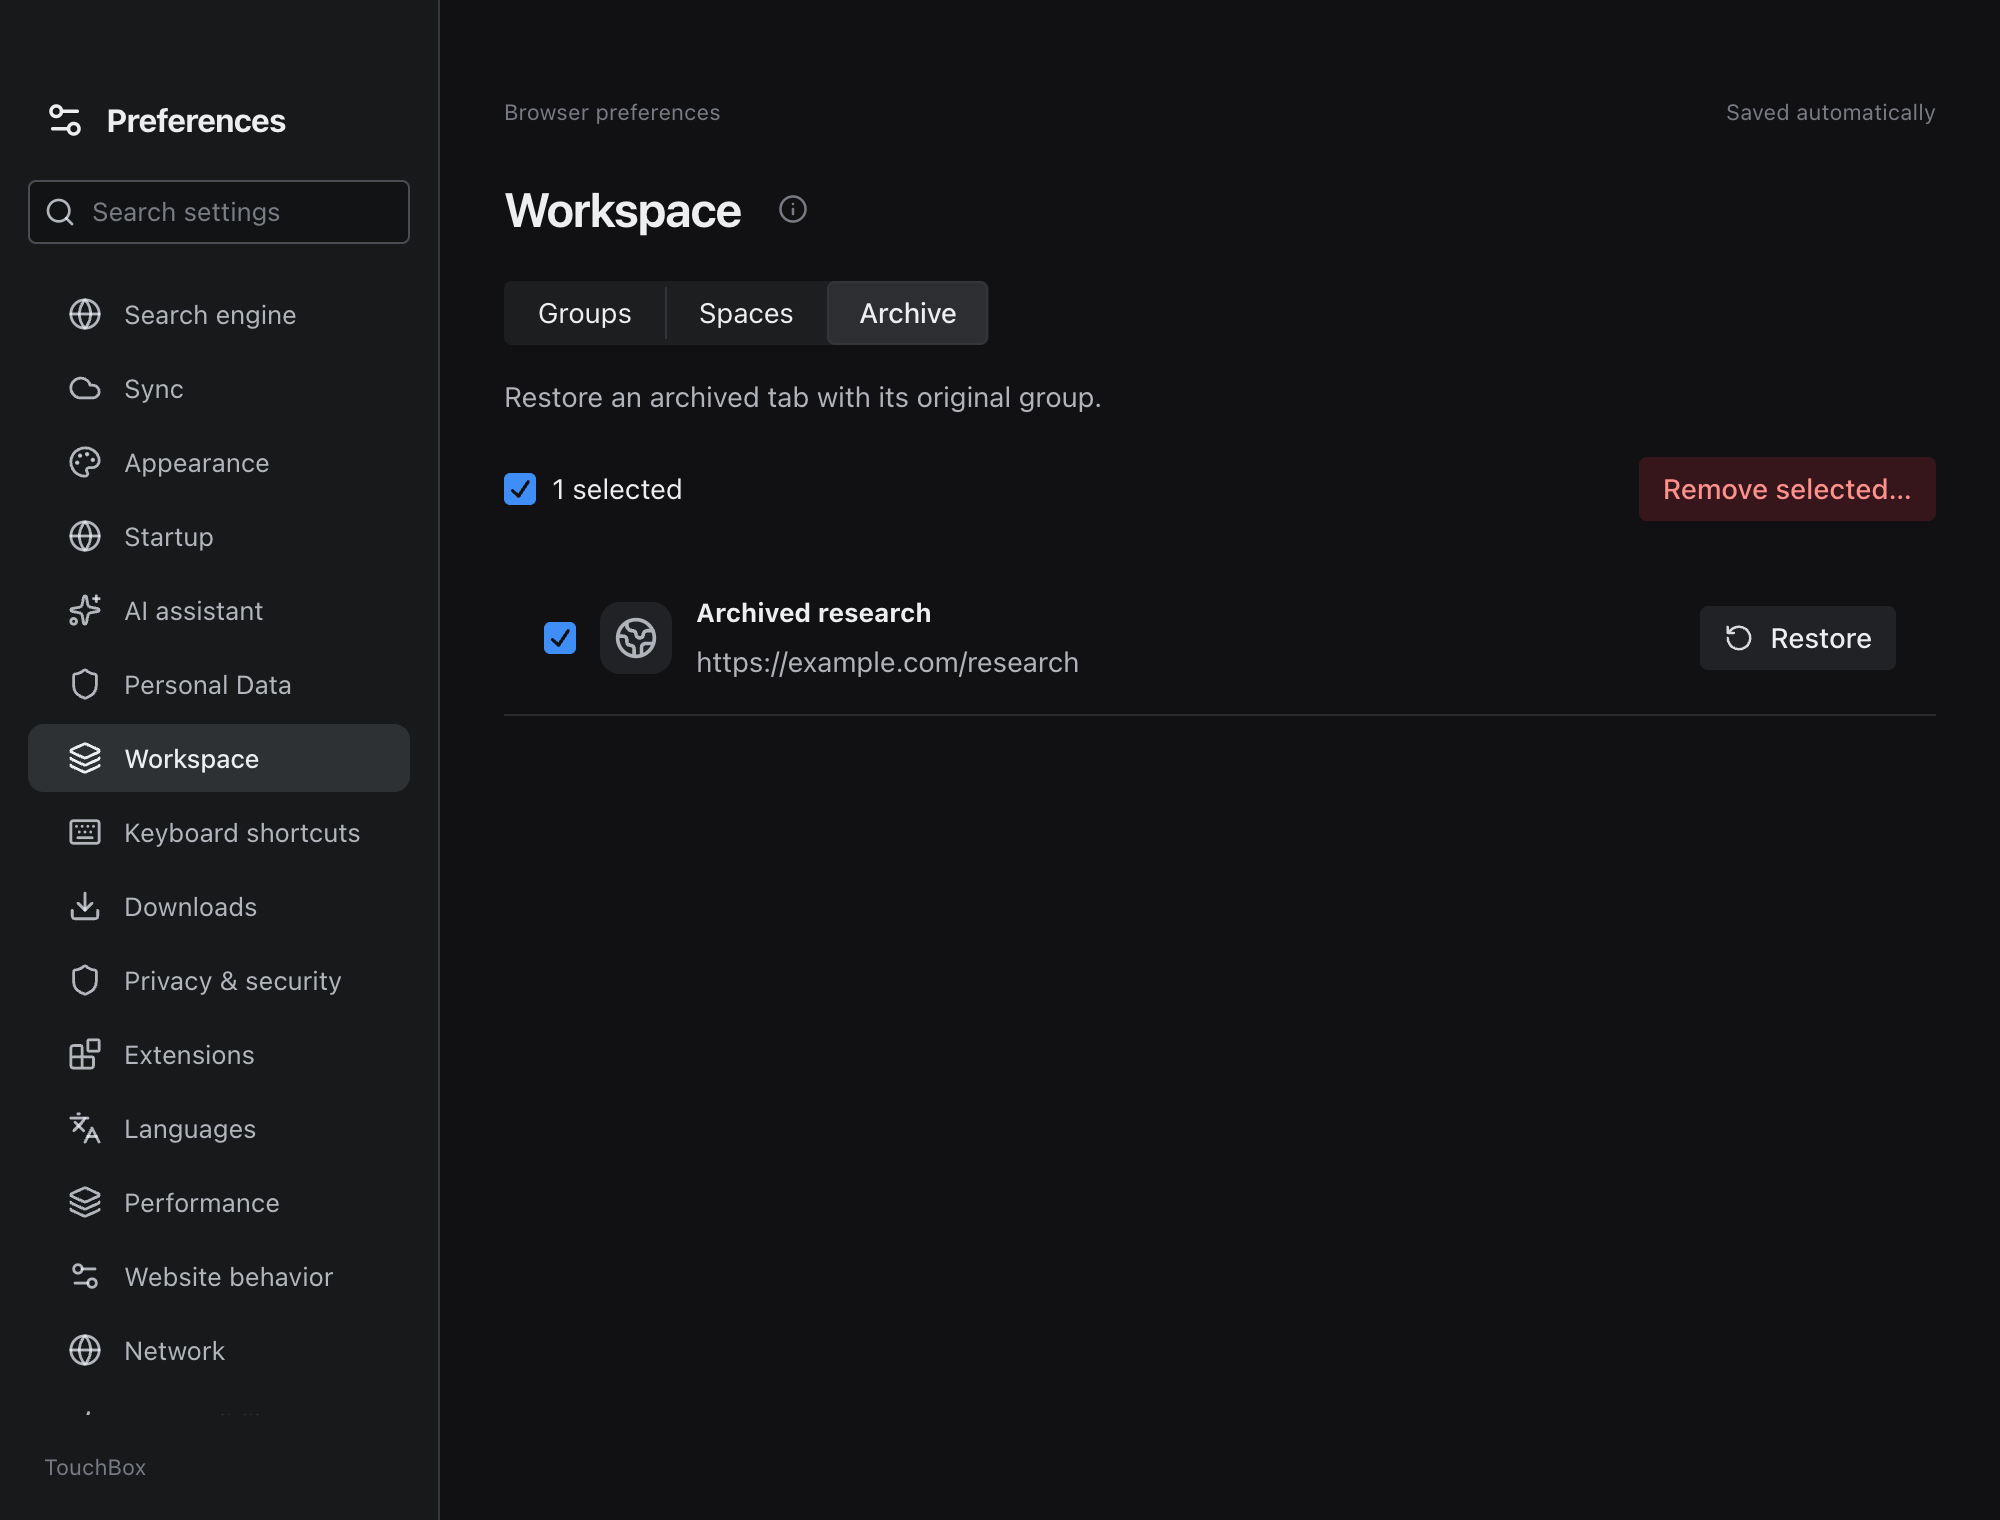 Preferences
Search settings
Search engine
Sync
Appearance
Startup
AI assistant
Personal Data
Workspace
Keyboard shortcuts
Downloads
Privacy & security
Extensions
Languages
Performance
Website behavior
Network
TouchBox
Browser preferences
Saved automatically
Workspace
Groups
Spaces
Archive
Restore an archived tab with its original group.
1 selected
Remove selected...
Archived research
https://example.com/research
Restore